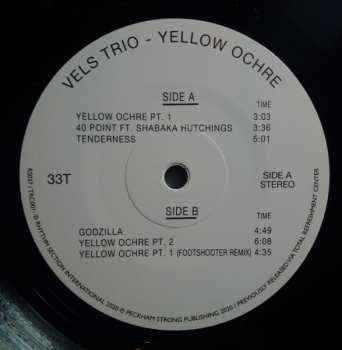 VELS TRIO - YELLOW OCHRE
SIDE A
TIME
YELLOW OCHRE PT. 1 3:03
40 POINT FT. SHABAKA HUTCHINGS 3:36
TENDERNESS 5:01
33T
SIDE A
STEREO
SIDE B
TIME
GODZILLA 4:49
YELLOW OCHRE PT. 2 6:08
YELLOW OCHRE PT. 1 (FOOTSHOOTER REMIX) 4:35
© RHYTHM SECTION INTERNATIONAL 2020 ℗ PECKHAM STRONG PUBLISHING 2020 / PREVIOUSLY RELEASED VIA TOTAL REFRESHMENT CENTER